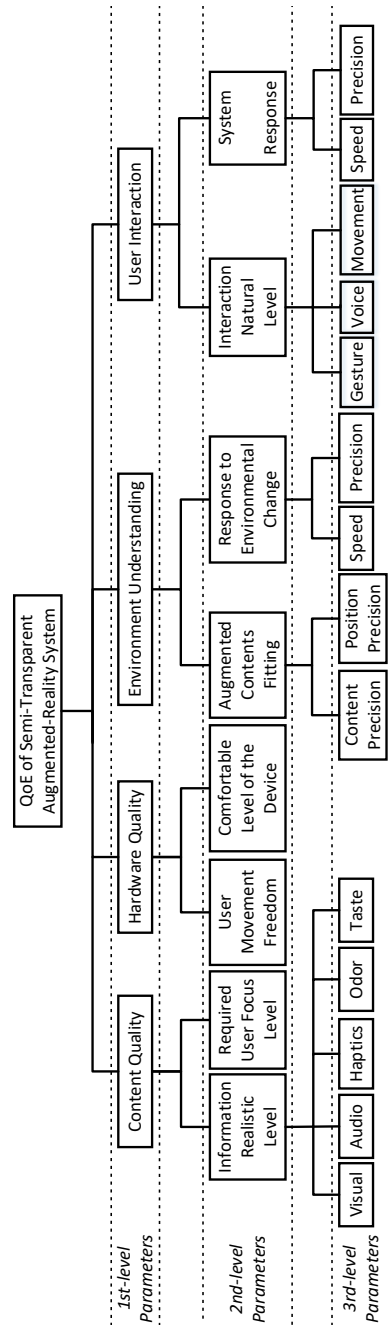 QoE of Semi-Transparent
Augmented-Reality System
1st-level
Parameters
Content Quality
Hardware Quality
Environment Understanding
User Interaction
2nd-level
Parameters
Information
Realistic
Level
Required
User Focus
Level
User
Movement
Freedom
Comfortable
Level of the
Device
Augmented
Contents
Fitting
Response to
Environmental
Change
Interaction
Natural
Level
System
Response
3rd-level
Parameters
Visual
Audio
Haptics
Odor
Taste
Content
Precision
Position
Precision
Speed
Precision
Gesture
Voice
Movement
Speed
Precision